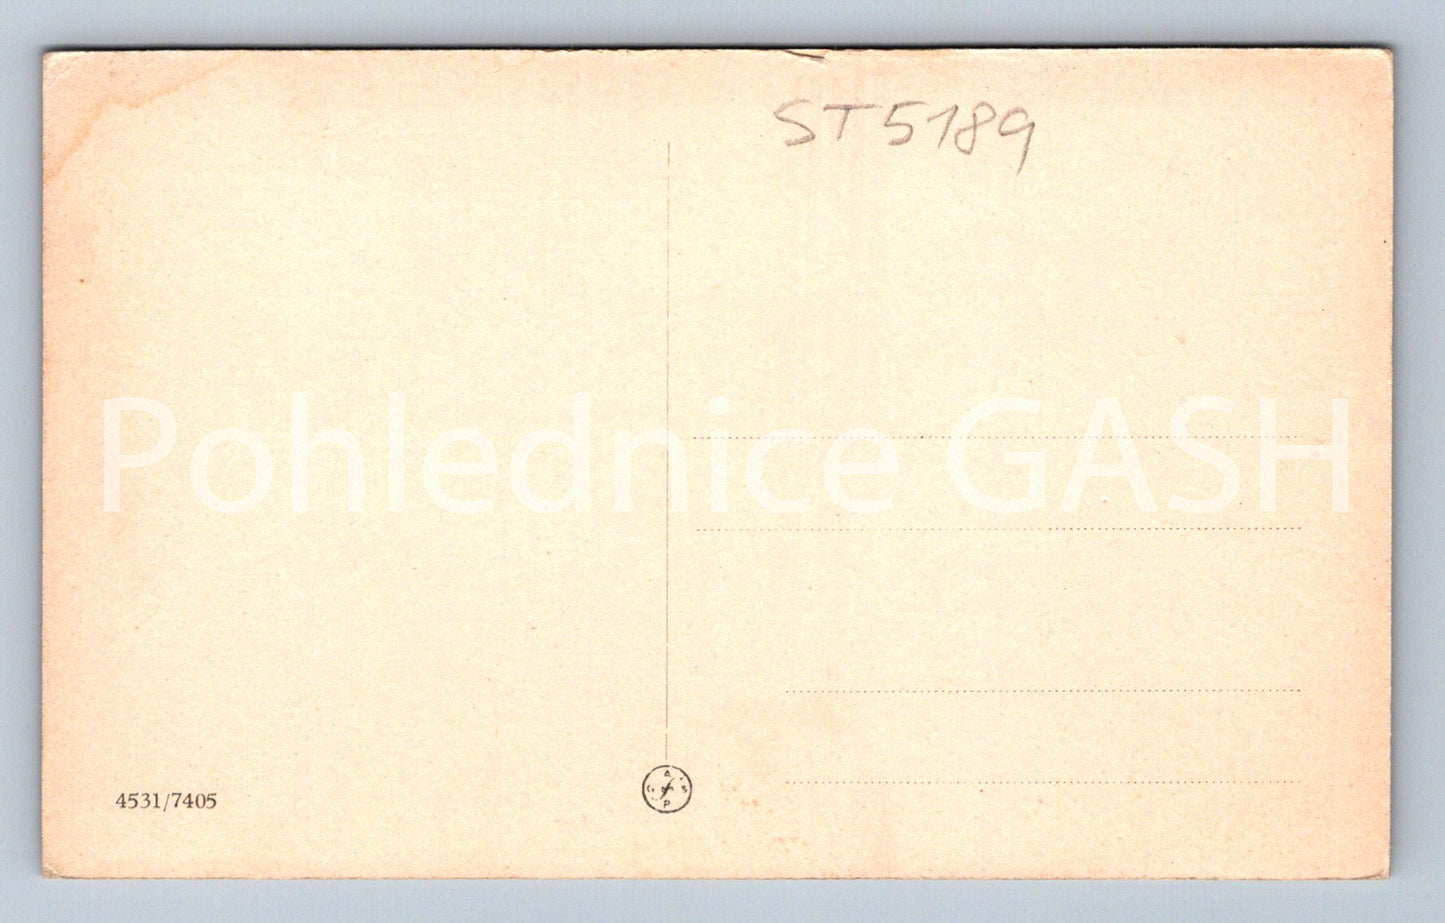 ST5189
Pohlednice GASH
4531/7405
A
G S
P